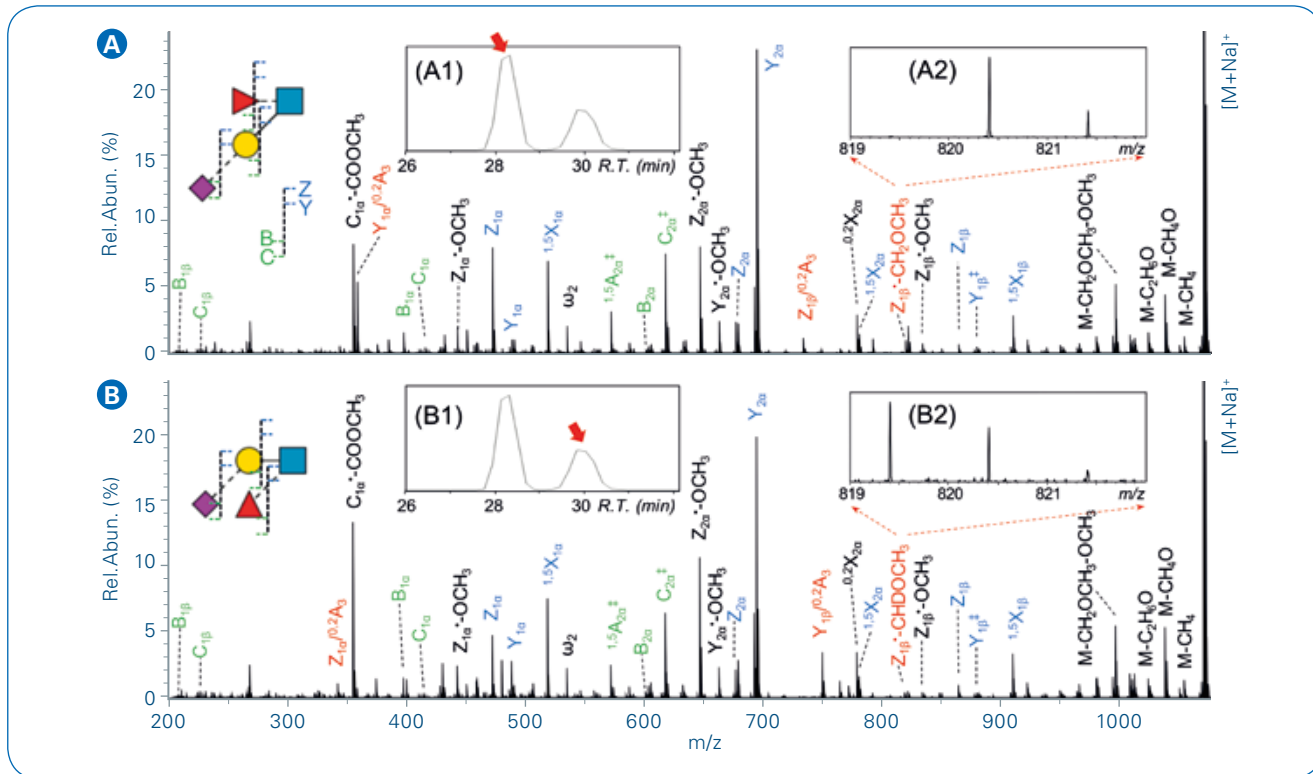 A
Rel.Abun. (%)
20
15
10
5
0
Z
Y
B
C
(A1)
26
28
30
R.T. (min)
(A2)
819
820
821
m/z
B₁ᵦ
C₁ᵦ
C₁α•-COOCH₃
Y₁α/⁰·²A₃
B₁α
C₁α
Z₁α•-OCH₃
Z₁α
Y₁α
¹·⁵X₁α
ω₂
¹·⁵A₂α‡
B₂α
C₂α‡
Z₂α•-OCH₃
Y₂α•-OCH₃
Z₂α
Y₂α
Z₁ᵦ/⁰·²A₃
⁰·²X₂α
¹·⁵X₂α
Z₁ᵦ•-CH₂OCH₃
Z₁ᵦ•-OCH₃
Z₁ᵦ
Y₁ᵦ‡
¹·⁵X₁ᵦ
M-CH₂OCH₃-OCH₃
M-C₂H₆O
M-CH₄O
M-CH₄
[M+Na]⁺
B
Rel.Abun. (%)
20
15
10
5
0
(B1)
26
28
30
R.T. (min)
(B2)
819
820
821
m/z
B₁ᵦ
C₁ᵦ
Z₁α/⁰·²A₃
C₁α•-COOCH₃
B₁α
C₁α
Z₁α•-OCH₃
Z₁α
Y₁α
¹·⁵X₁α
ω₂
¹·⁵A₂α‡
B₂α
C₂α‡
Z₂α•-OCH₃
Y₂α•-OCH₃
Z₂α
Y₂α
Y₁ᵦ/⁰·²A₃
⁰·²X₂α
¹·⁵X₂α
Z₁ᵦ•-CHDOCH₃
Z₁ᵦ•-OCH₃
Z₁ᵦ
Y₁ᵦ‡
¹·⁵X₁ᵦ
M-CH₂OCH₃-OCH₃
M-C₂H₆O
M-CH₄O
M-CH₄
[M+Na]⁺
200
300
400
500
600
700
800
900
1000
m/z